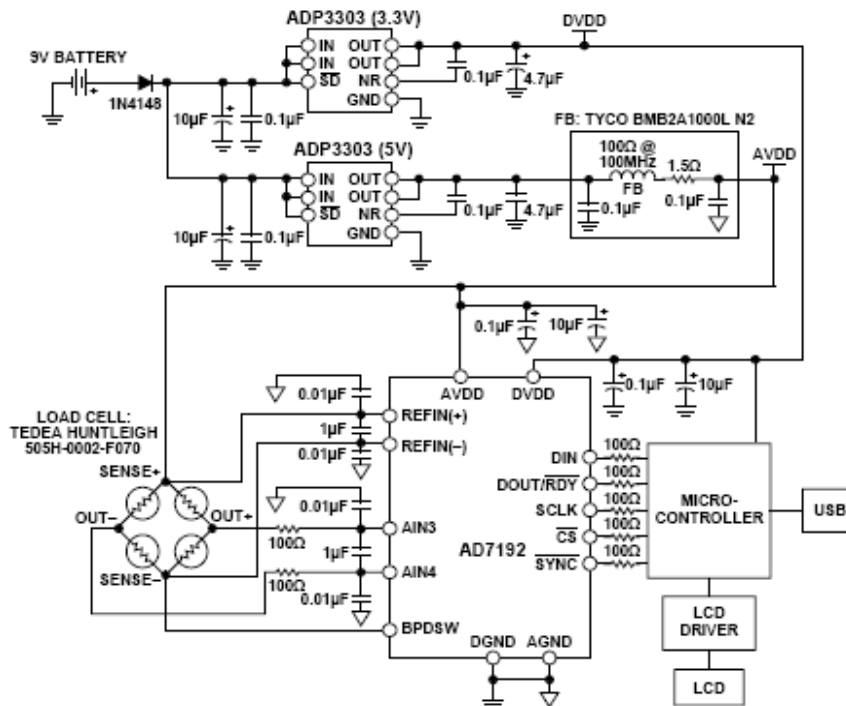 ADP3303 (3.3V)
DVDD
9V BATTERY
+
1N4148
IN
OUT
IN
OUT
SD
NR
GND
10µF
+
0.1µF
0.1µF
+
4.7µF
FB: TYCO BMB2A1000L N2
ADP3303 (5V)
100Ω @
100MHz
1.5Ω
AVDD
FB
IN
OUT
IN
OUT
SD
NR
GND
10µF
+
0.1µF
0.1µF
+
4.7µF
0.1µF
0.1µF
0.1µF
+
10µF
+
0.01µF
AVDD
DVDD
+
0.1µF
+
10µF
LOAD CELL:
TEDEA HUNTLEIGH
505H-0002-F070
REFIN(+)
1µF
REFIN(–)
0.01µF
SENSE+
OUT–
OUT+
SENSE–
0.01µF
100Ω
AIN3
1µF
100Ω
AIN4
0.01µF
BPDSW
AD7192
DIN
100Ω
DOUT/RDY
100Ω
SCLK
100Ω
CS
100Ω
SYNC
100Ω
MICRO-
CONTROLLER
USB
DGND
AGND
LCD
DRIVER
LCD